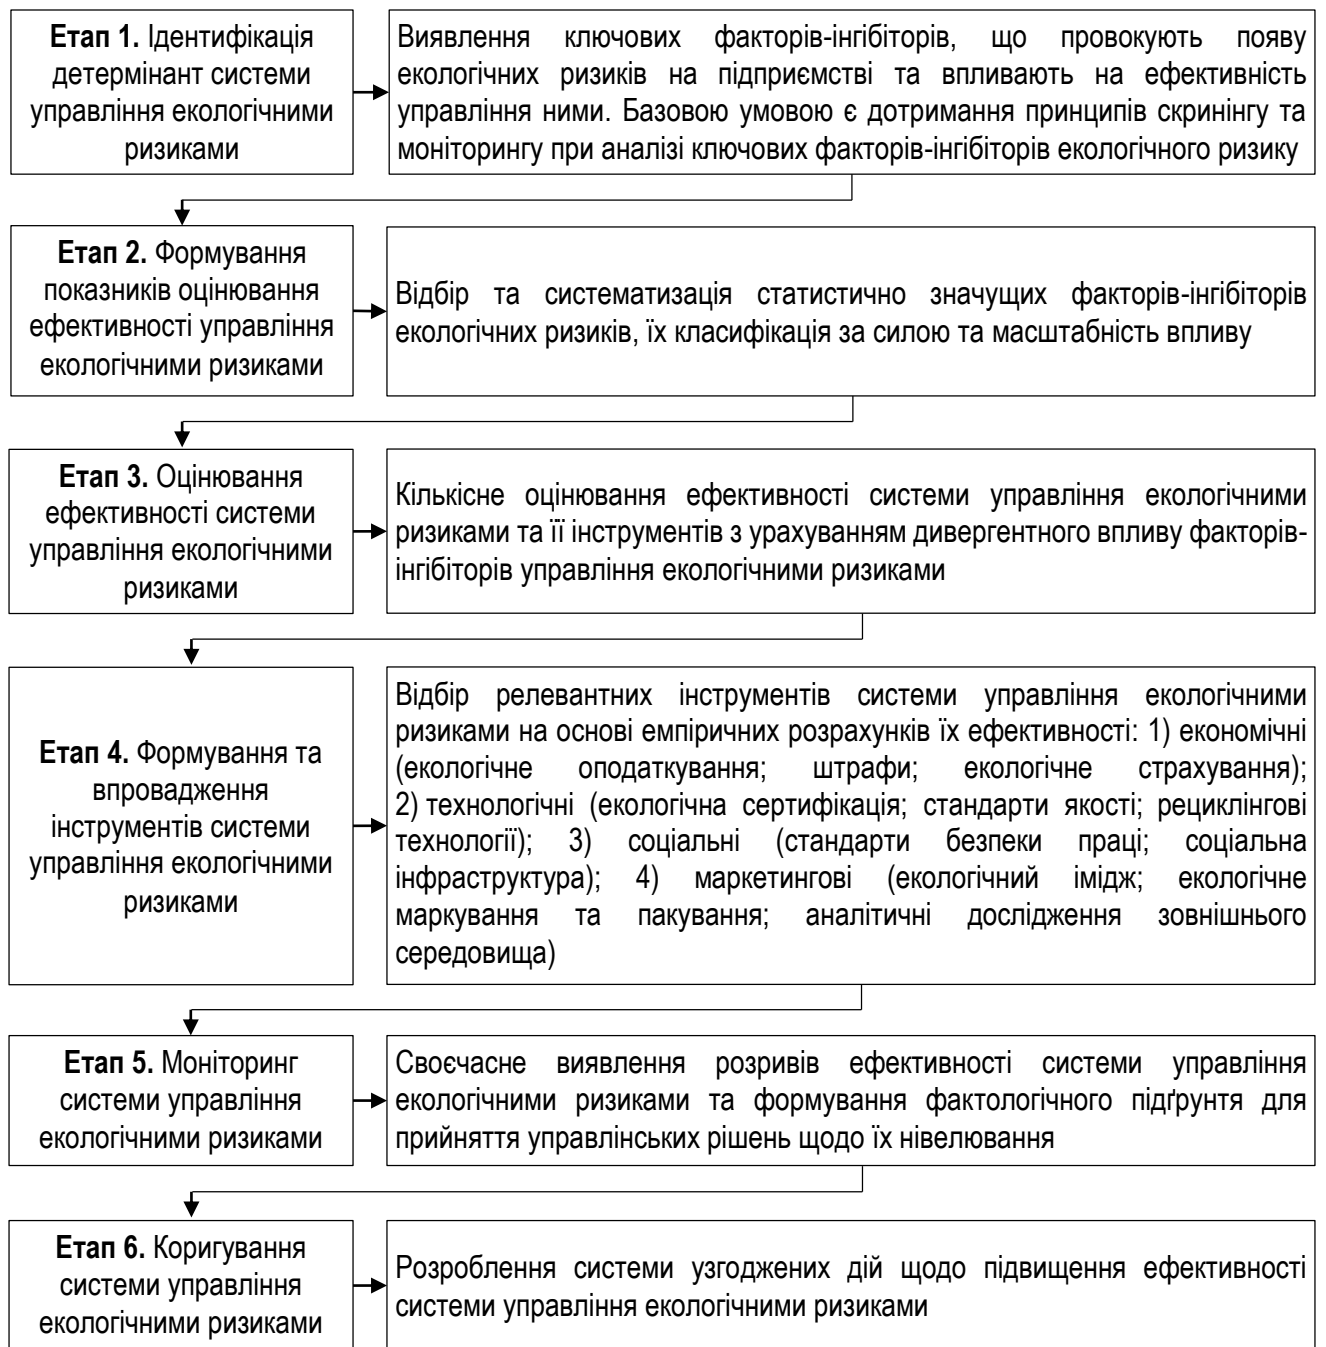 Етап 1. Ідентифікація
детермінант системи
управління екологічними
ризиками
Виявлення ключових факторів-інгібіторів, що провокують появу
екологічних ризиків на підприємстві та впливають на ефективність
управління ними. Базовою умовою є дотримання принципів скринінгу та
моніторингу при аналізі ключових факторів-інгібіторів екологічного ризику
Етап 2. Формування
показників оцінювання
ефективності управління
екологічними ризиками
Відбір та систематизація статистично значущих факторів-інгібіторів
екологічних ризиків, їх класифікація за силою та масштабність впливу
Етап 3. Оцінювання
ефективності системи
управління екологічними
ризиками
Кількісне оцінювання ефективності системи управління екологічними
ризиками та її інструментів з урахуванням дивергентного впливу факторів-
інгібіторів управління екологічними ризиками
Етап 4. Формування та
впровадження
інструментів системи
управління екологічними
ризиками
Відбір релевантних інструментів системи управління екологічними
ризиками на основі емпіричних розрахунків їх ефективності: 1) економічні
(екологічне оподаткування; штрафи; екологічне страхування);
2) технологічні (екологічна сертифікація; стандарти якості; рециклінгові
технології); 3) соціальні (стандарти безпеки праці; соціальна
інфраструктура); 4) маркетингові (екологічний імідж; екологічне
маркування та пакування; аналітичні дослідження зовнішнього
середовища)
Етап 5. Моніторинг
системи управління
екологічними ризиками
Своєчасне виявлення розривів ефективності системи управління
екологічними ризиками та формування фактологічного підґрунтя для
прийняття управлінських рішень щодо їх нівелювання
Етап 6. Коригування
системи управління
екологічними ризиками
Розроблення системи узгоджених дій щодо підвищення ефективності
системи управління екологічними ризиками